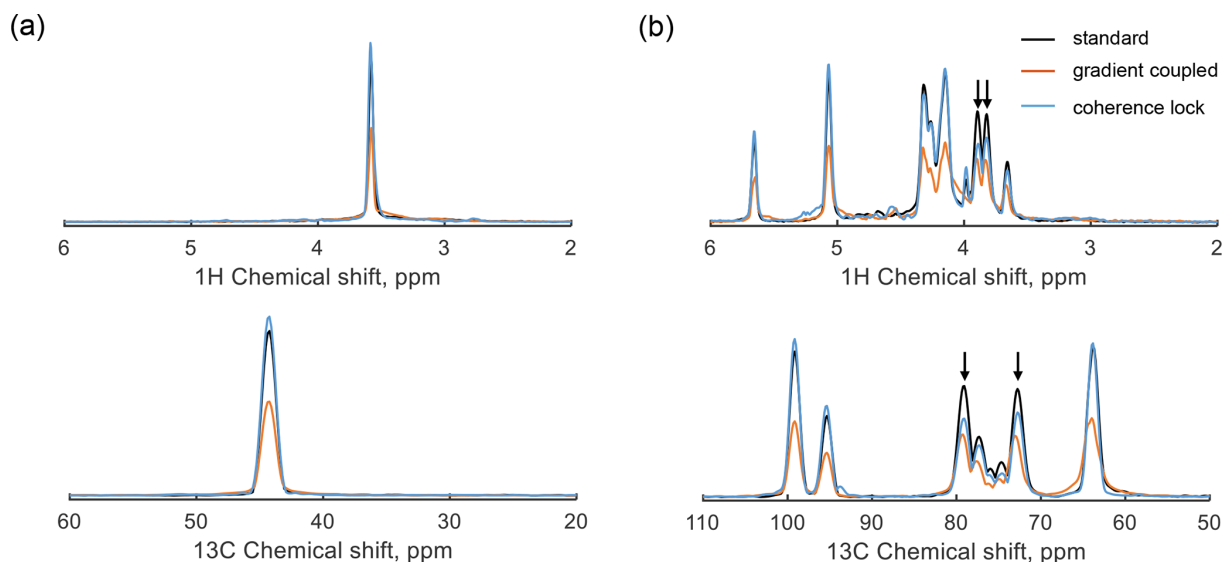 (a)
6 5 4 3 2
1H Chemical shift, ppm
60 50 40 30 20
13C Chemical shift, ppm
(b)
standard
gradient coupled
coherence lock
6 5 4 3 2
1H Chemical shift, ppm
110 100 90 80 70 60 50
13C Chemical shift, ppm